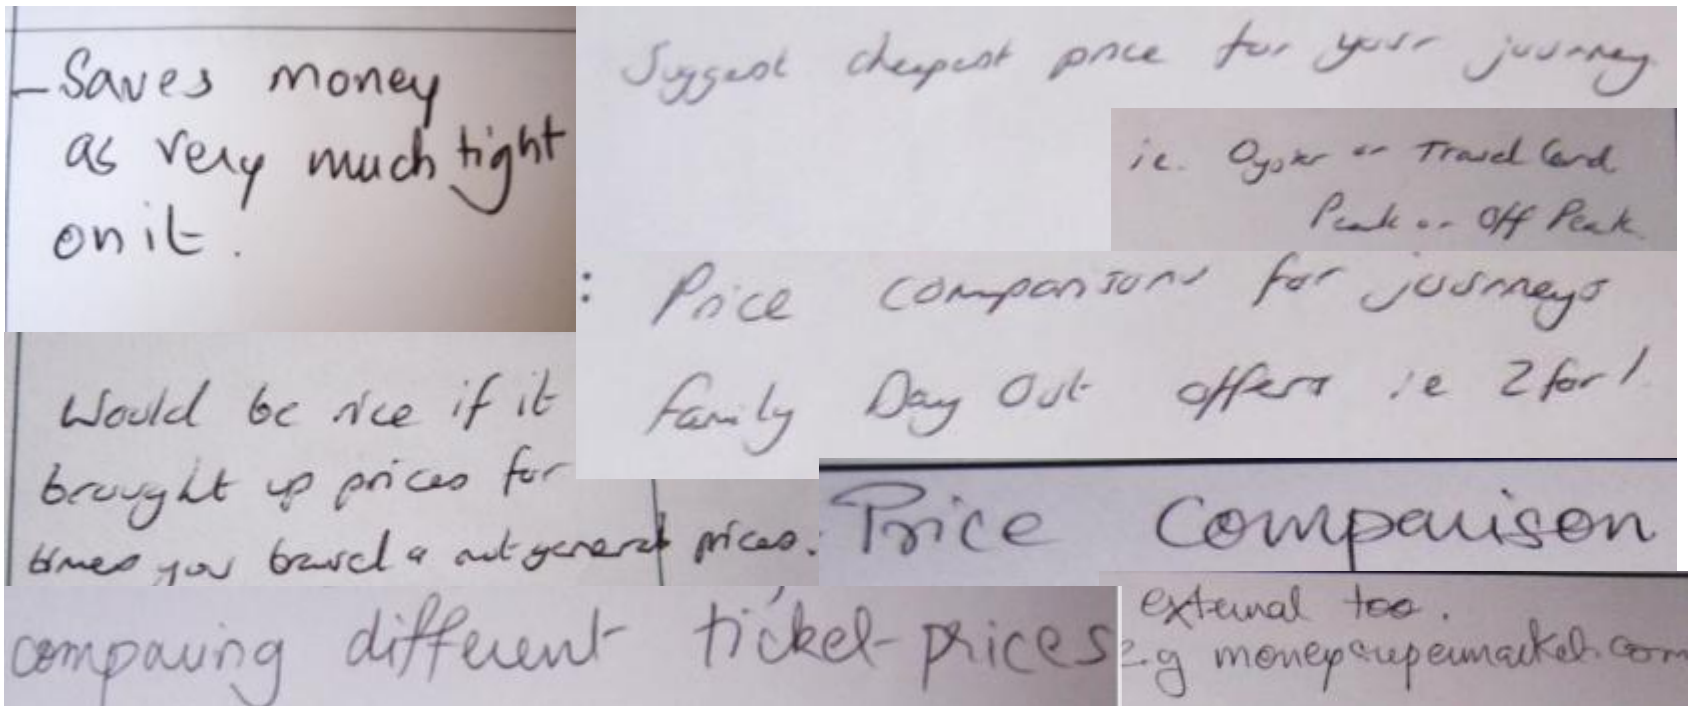 - Saves money
as very much tight
on it.
Suggest cheapest price for your journey
ie. Oyster or Travel Card
Peak or Off Peak
: Price comparisons for journeys
Family Day Out offers ie 2 for 1
Would be nice if it
brought up prices for
times you travel & not general prices.
Price Comparison
comparing different ticket prices
external too.
e.g moneysupermarket.com